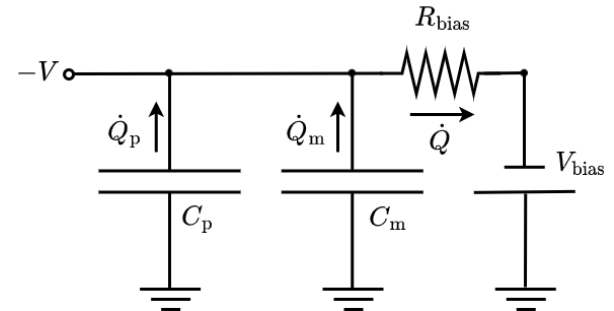 R_bias
−V
Q̇_p
Q̇_m
Q̇
V_bias
C_p
C_m